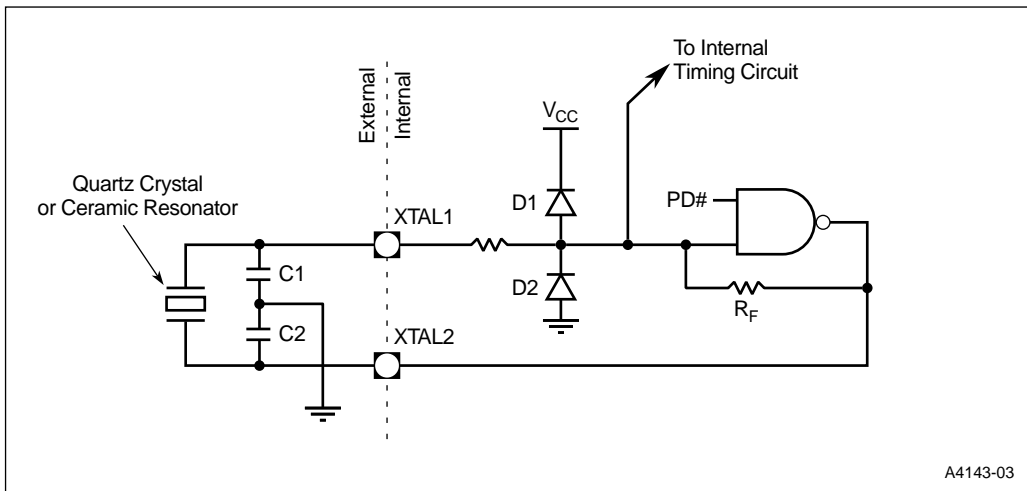 To Internal
Timing Circuit
External
Internal
VCC
Quartz Crystal
or Ceramic Resonator
D1
PD#
XTAL1
C1
D2
RF
C2
XTAL2
A4143-03